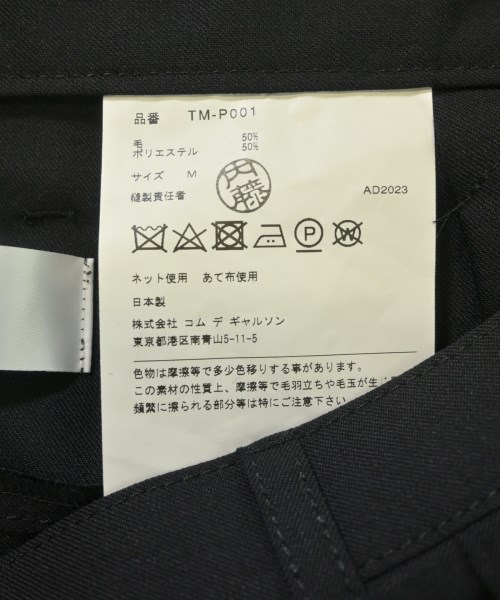 品番 TM-P001
毛 50%
ポリエステル 50%
サイズ M
縫製責任者 内藤
AD2023
P W
ネット使用 あて布使用
日本製
株式会社 コム デ ギャルソン
東京都港区南青山5-11-5
色物は摩擦等で多少色移りする事があります。
この素材の性質上、摩擦等で毛羽立ちや毛玉が生じ
頻繁に擦られる部分等は特にご注意下さい